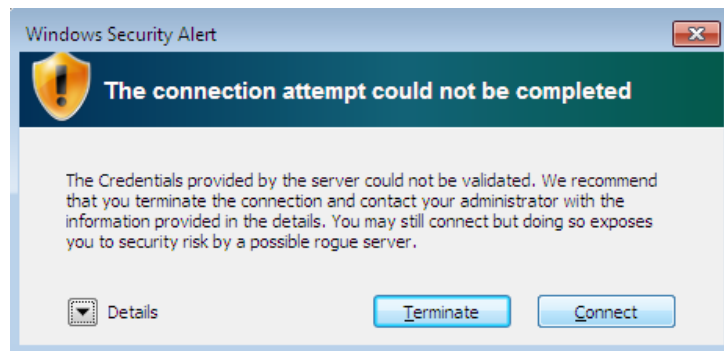 Windows Security Alert
The connection attempt could not be completed
The Credentials provided by the server could not be validated. We recommend
that you terminate the connection and contact your administrator with the
information provided in the details. You may still connect but doing so exposes
you to security risk by a possible rogue server.
Details Terminate Connect